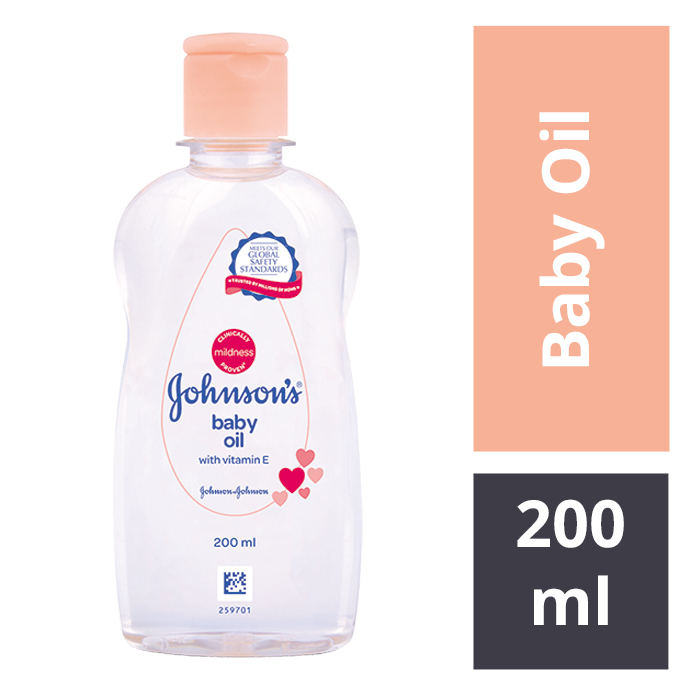 MEETS OUR
GLOBAL
SAFETY
STANDARDS
TRUSTED BY MILLIONS OF MOMS
CLINICALLY
mildness
PROVEN*
Johnson's®
baby
oil
with vitamin E
Johnson & Johnson
200 ml
259701
Baby Oil
200
ml